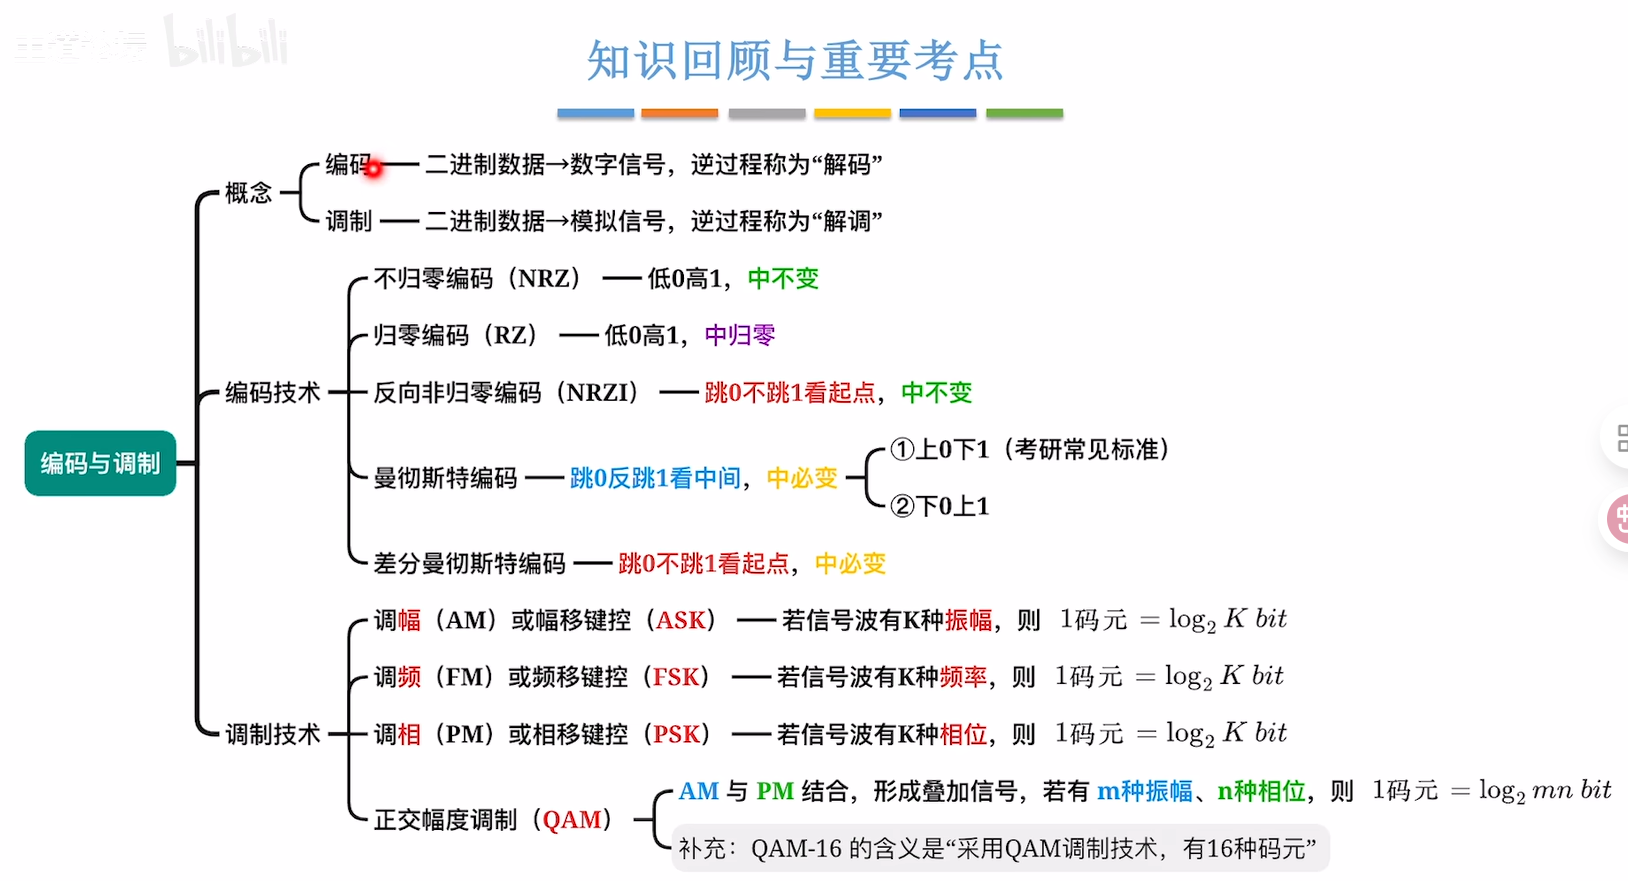 bilibili
知识回顾与重要考点
编码与调制
概念
编码
二进制数据→数字信号，逆过程称为“解码”
调制
二进制数据→模拟信号，逆过程称为“解调”
编码技术
不归零编码（NRZ）
低0高1，中不变
归零编码（RZ）
低0高1，中归零
反向非归零编码（NRZI）
跳0不跳1看起点，中不变
曼彻斯特编码
跳0反跳1看中间，中必变
①上0下1（考研常见标准）
②下0上1
差分曼彻斯特编码
跳0不跳1看起点，中必变
调制技术
调幅（AM）或幅移键控（ASK）
若信号波有K种振幅，则 1码元 = log₂ K bit
调频（FM）或频移键控（FSK）
若信号波有K种频率，则 1码元 = log₂ K bit
调相（PM）或相移键控（PSK）
若信号波有K种相位，则 1码元 = log₂ K bit
正交幅度调制（QAM）
AM 与 PM 结合，形成叠加信号，若有 m种振幅、n种相位，则 1码元 = log₂ mn bit
补充：QAM-16 的含义是“采用QAM调制技术，有16种码元”